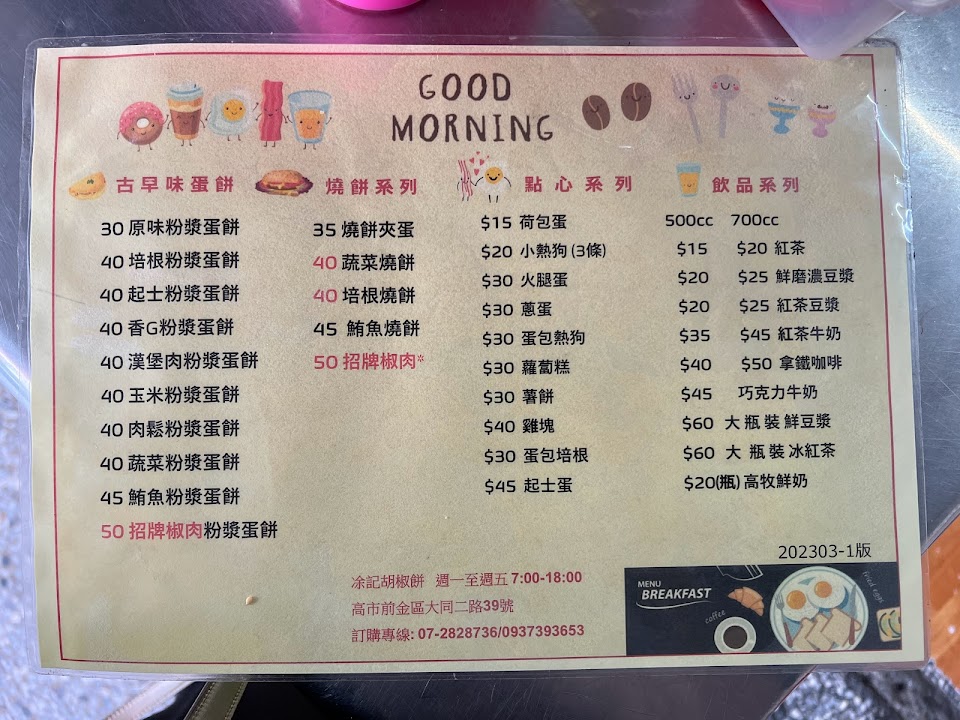 GOOD
MORNING
古早味蛋餅
30 原味粉漿蛋餅
40 培根粉漿蛋餅
40 起士粉漿蛋餅
40 香G粉漿蛋餅
40 漢堡肉粉漿蛋餅
40 玉米粉漿蛋餅
40 肉鬆粉漿蛋餅
40 蔬菜粉漿蛋餅
45 鮪魚粉漿蛋餅
50 招牌椒肉粉漿蛋餅
燒餅系列
35 燒餅夾蛋
40 蔬菜燒餅
40 培根燒餅
45 鮪魚燒餅
50 招牌椒肉*
點心系列
$15 荷包蛋
$20 小熱狗 (3條)
$30 火腿蛋
$30 蔥蛋
$30 蛋包熱狗
$30 蘿蔔糕
$30 薯餅
$40 雞塊
$30 蛋包培根
$45 起士蛋
飲品系列
500cc 700cc
$15 $20 紅茶
$20 $25 鮮磨濃豆漿
$20 $25 紅茶豆漿
$35 $45 紅茶牛奶
$40 $50 拿鐵咖啡
$45 巧克力牛奶
$60 大瓶裝鮮豆漿
$60 大瓶裝冰紅茶
$20(瓶) 高牧鮮奶
202303-1版
凃記胡椒餅 週一至週五 7:00-18:00
高市前金區大同二路39號
訂購專線: 07-2828736/0937393653
MENU
BREAKFAST
coffee
fried eggs